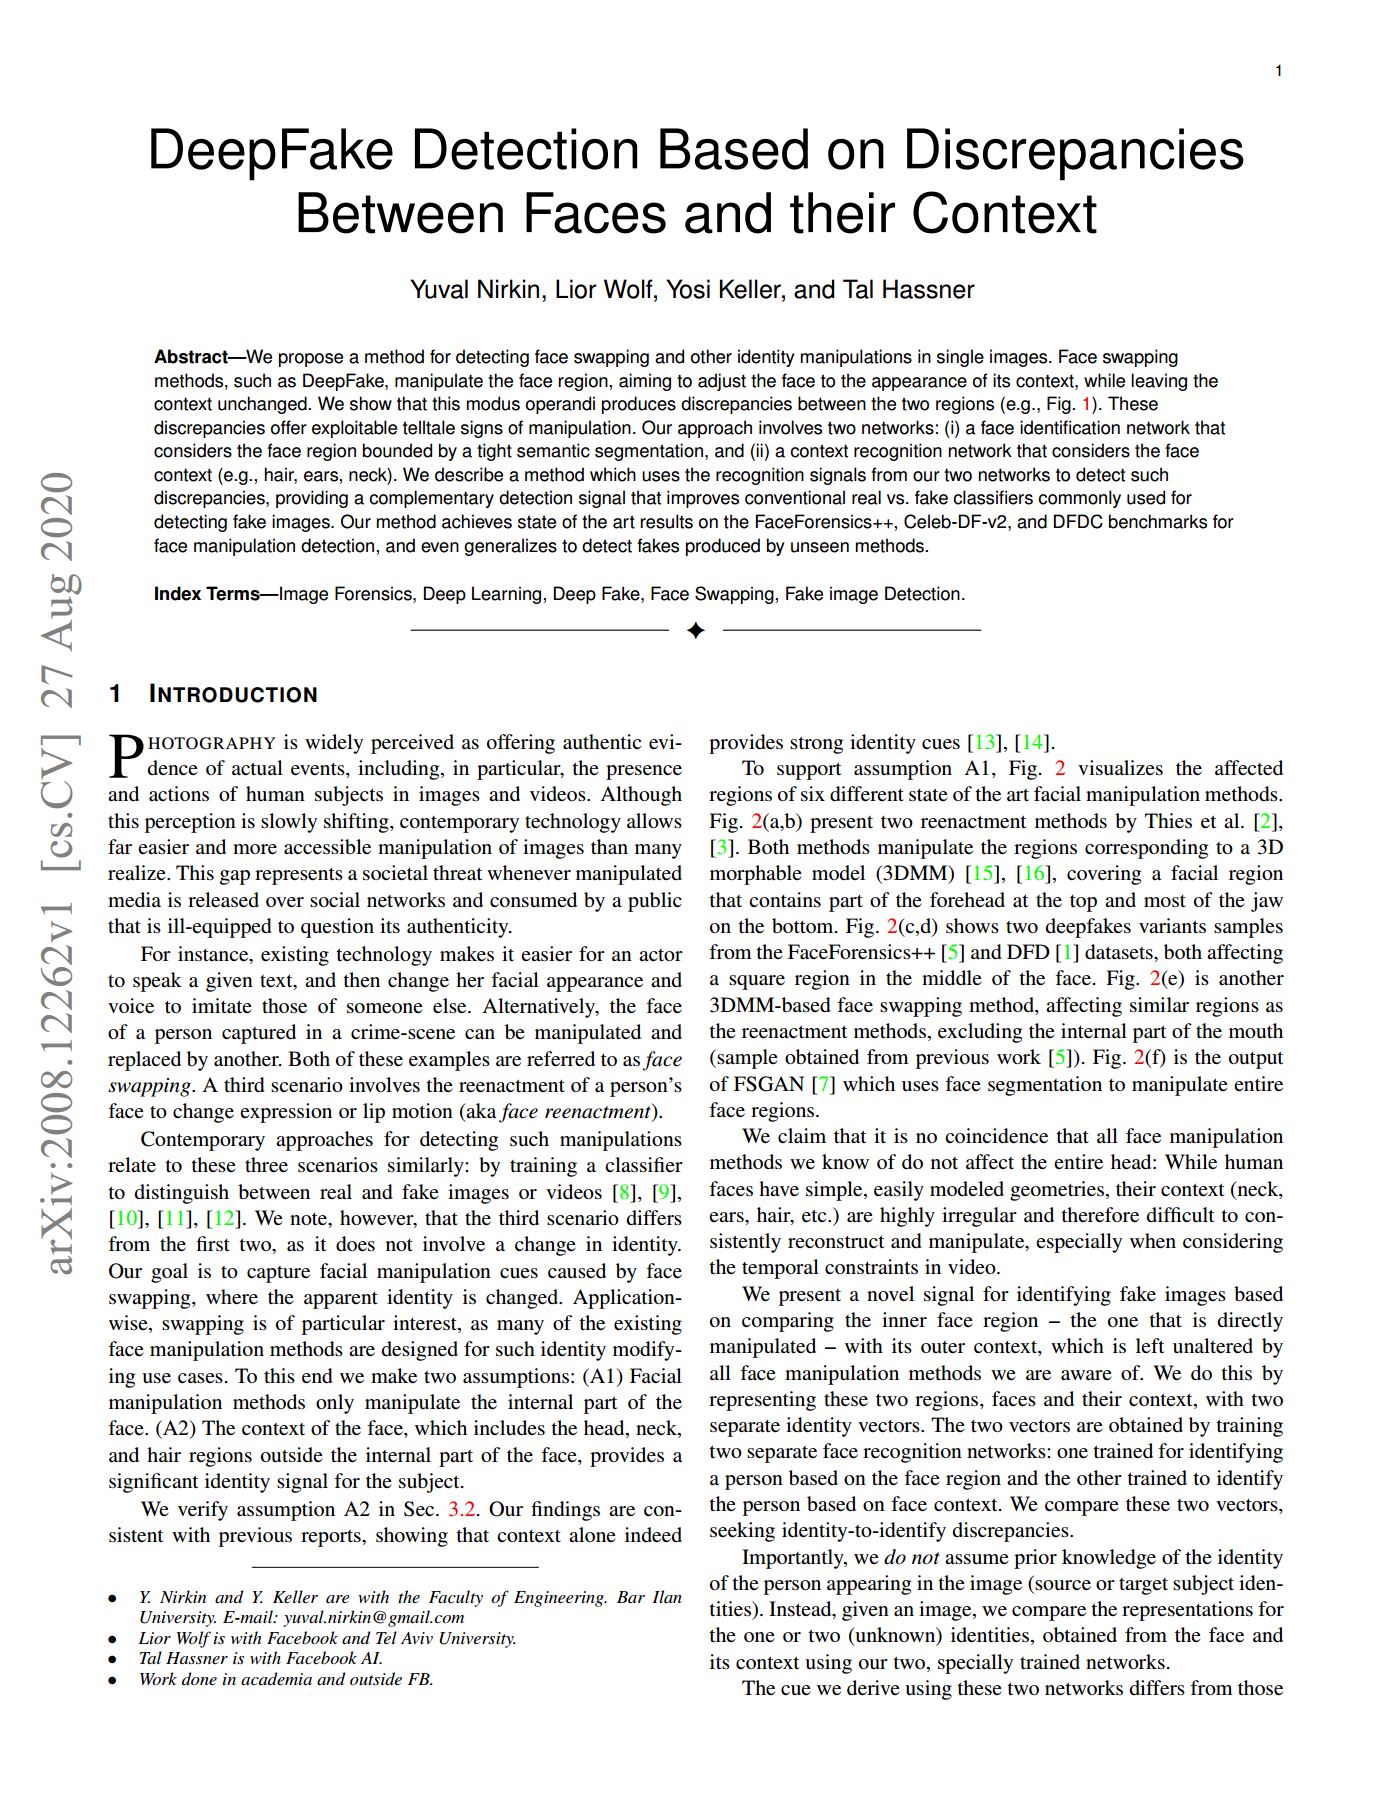 1
DeepFake Detection Based on Discrepancies
Between Faces and their Context
Yuval Nirkin, Lior Wolf, Yosi Keller, and Tal Hassner
Abstract—We propose a method for detecting face swapping and other identity manipulations in single images. Face swapping
methods, such as DeepFake, manipulate the face region, aiming to adjust the face to the appearance of its context, while leaving the
context unchanged. We show that this modus operandi produces discrepancies between the two regions (e.g., Fig. 1). These
discrepancies offer exploitable telltale signs of manipulation. Our approach involves two networks: (i) a face identification network that
considers the face region bounded by a tight semantic segmentation, and (ii) a context recognition network that considers the face
context (e.g., hair, ears, neck). We describe a method which uses the recognition signals from our two networks to detect such
discrepancies, providing a complementary detection signal that improves conventional real vs. fake classifiers commonly used for
detecting fake images. Our method achieves state of the art results on the FaceForensics++, Celeb-DF-v2, and DFDC benchmarks for
face manipulation detection, and even generalizes to detect fakes produced by unseen methods.
Index Terms—Image Forensics, Deep Learning, Deep Fake, Face Swapping, Fake image Detection.
arXiv:2008.12262v1 [cs.CV] 27 Aug 2020
1 INTRODUCTION
PHOTOGRAPHY is widely perceived as offering authentic evi-
dence of actual events, including, in particular, the presence
and actions of human subjects in images and videos. Although
this perception is slowly shifting, contemporary technology allows
far easier and more accessible manipulation of images than many
realize. This gap represents a societal threat whenever manipulated
media is released over social networks and consumed by a public
that is ill-equipped to question its authenticity.
For instance, existing technology makes it easier for an actor
to speak a given text, and then change her facial appearance and
voice to imitate those of someone else. Alternatively, the face
of a person captured in a crime-scene can be manipulated and
replaced by another. Both of these examples are referred to as face
swapping. A third scenario involves the reenactment of a person's
face to change expression or lip motion (aka face reenactment).
Contemporary approaches for detecting such manipulations
relate to these three scenarios similarly: by training a classifier
to distinguish between real and fake images or videos [8], [9],
[10], [11], [12]. We note, however, that the third scenario differs
from the first two, as it does not involve a change in identity.
Our goal is to capture facial manipulation cues caused by face
swapping, where the apparent identity is changed. Application-
wise, swapping is of particular interest, as many of the existing
face manipulation methods are designed for such identity modify-
ing use cases. To this end we make two assumptions: (A1) Facial
manipulation methods only manipulate the internal part of the
face. (A2) The context of the face, which includes the head, neck,
and hair regions outside the internal part of the face, provides a
significant identity signal for the subject.
We verify assumption A2 in Sec. 3.2. Our findings are con-
sistent with previous reports, showing that context alone indeed
• Y. Nirkin and Y. Keller are with the Faculty of Engineering. Bar Ilan
University. E-mail: yuval.nirkin@gmail.com
• Lior Wolf is with Facebook and Tel Aviv University.
• Tal Hassner is with Facebook AI.
• Work done in academia and outside FB.
provides strong identity cues [13], [14].
To support assumption A1, Fig. 2 visualizes the affected
regions of six different state of the art facial manipulation methods.
Fig. 2(a,b) present two reenactment methods by Thies et al. [2],
[3]. Both methods manipulate the regions corresponding to a 3D
morphable model (3DMM) [15], [16], covering a facial region
that contains part of the forehead at the top and most of the jaw
on the bottom. Fig. 2(c,d) shows two deepfakes variants samples
from the FaceForensics++ [5] and DFD [1] datasets, both affecting
a square region in the middle of the face. Fig. 2(e) is another
3DMM-based face swapping method, affecting similar regions as
the reenactment methods, excluding the internal part of the mouth
(sample obtained from previous work [5]). Fig. 2(f) is the output
of FSGAN [7] which uses face segmentation to manipulate entire
face regions.
We claim that it is no coincidence that all face manipulation
methods we know of do not affect the entire head: While human
faces have simple, easily modeled geometries, their context (neck,
ears, hair, etc.) are highly irregular and therefore difficult to con-
sistently reconstruct and manipulate, especially when considering
the temporal constraints in video.
We present a novel signal for identifying fake images based
on comparing the inner face region – the one that is directly
manipulated – with its outer context, which is left unaltered by
all face manipulation methods we are aware of. We do this by
representing these two regions, faces and their context, with two
separate identity vectors. The two vectors are obtained by training
two separate face recognition networks: one trained for identifying
a person based on the face region and the other trained to identify
the person based on face context. We compare these two vectors,
seeking identity-to-identify discrepancies.
Importantly, we do not assume prior knowledge of the identity
of the person appearing in the image (source or target subject iden-
tities). Instead, given an image, we compare the representations for
the one or two (unknown) identities, obtained from the face and
its context using our two, specially trained networks.
The cue we derive using these two networks differs from those